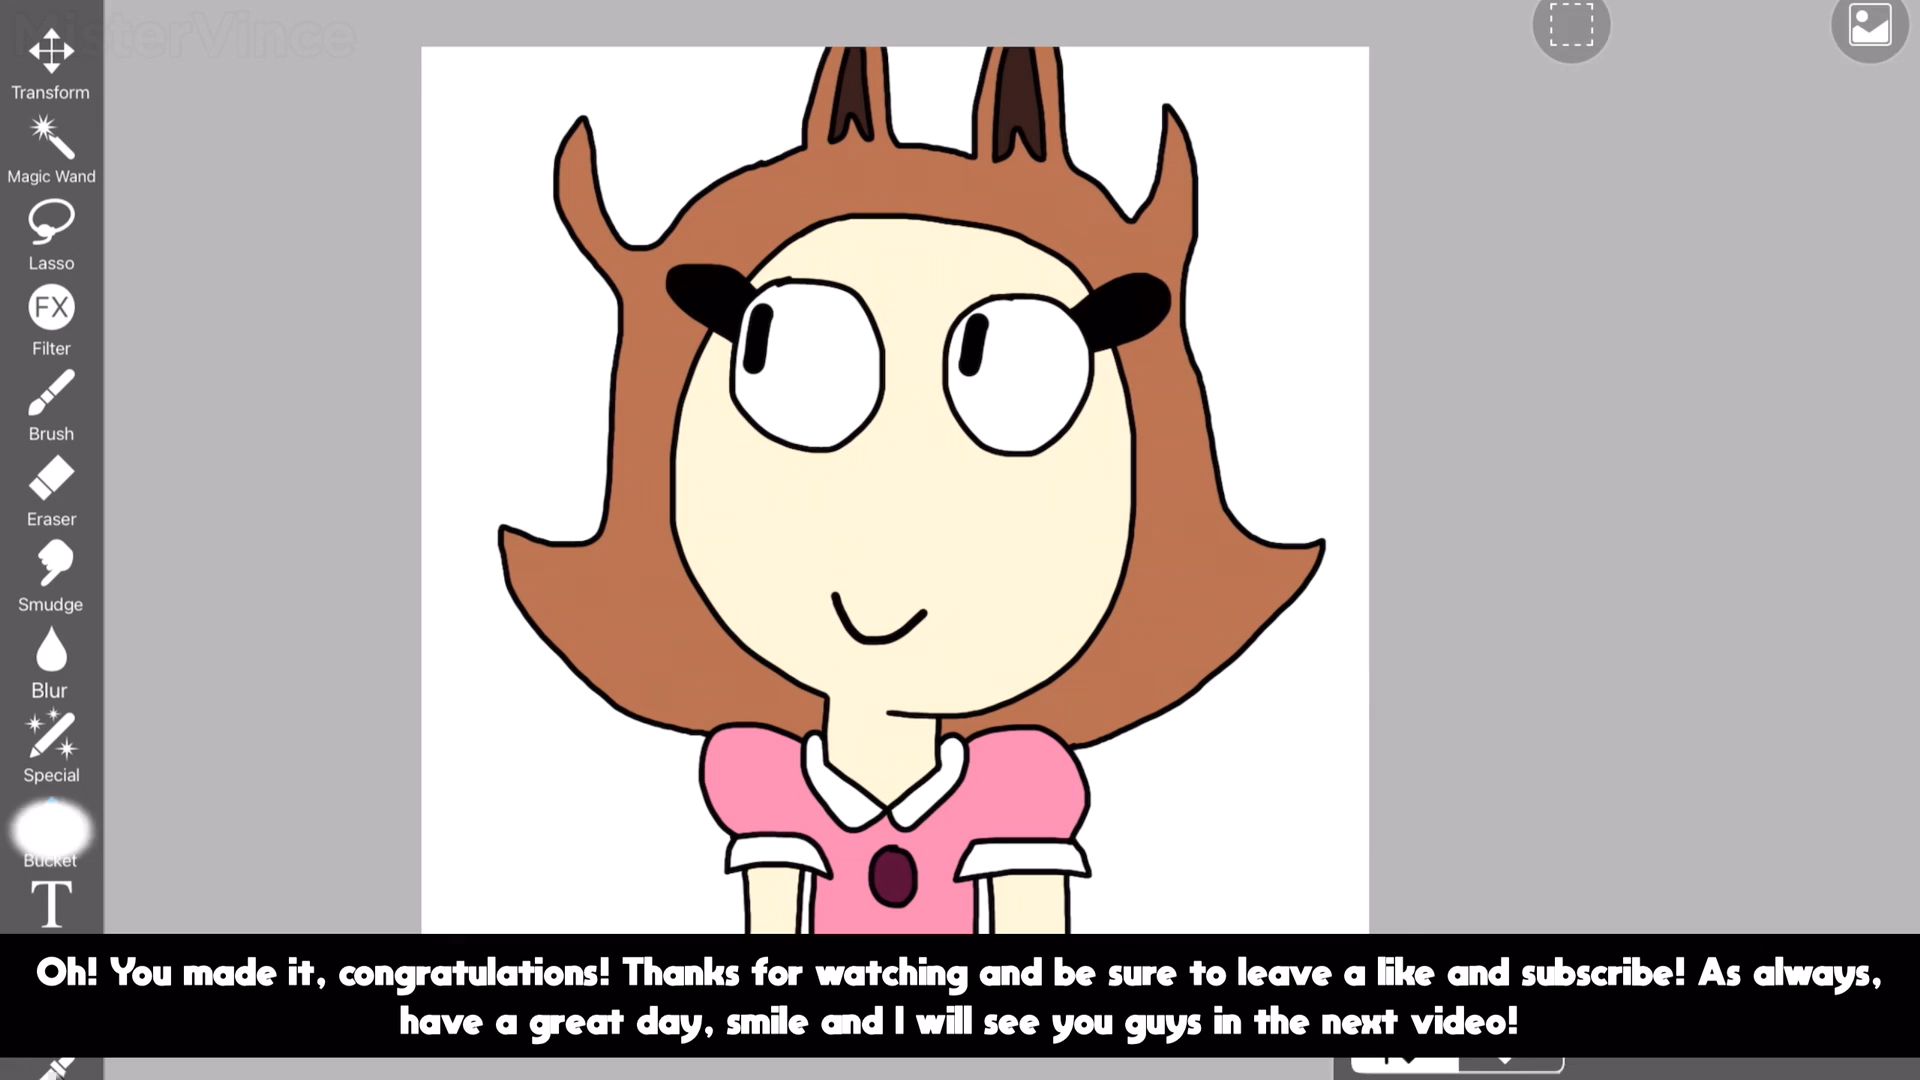 MisterVince
Transform
Magic Wand
Lasso
FX
Filter
Brush
Eraser
Smudge
Blur
Special
Bucket
T
Oh! You made it, congratulations! Thanks for watching and be sure to leave a like and subscribe! As always,
have a great day, smile and I will see you guys in the next video!